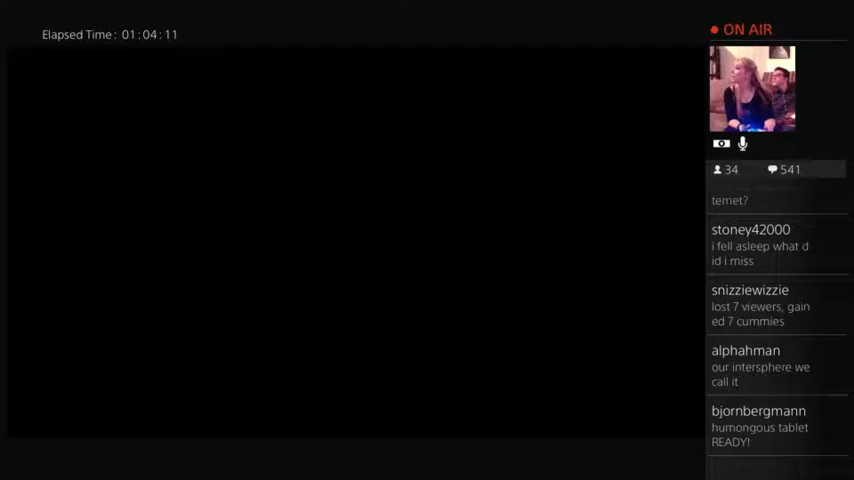 Elapsed Time: 01:04:11
ON AIR
34 541
ternet?
stoney42000
i fell asleep what d
id i miss
snizziewizzie
lost 7 viewers, gain
ed 7 cummies
alphahman
our intersphere we
call it
bjornbergmann
humongous tablet
READY!